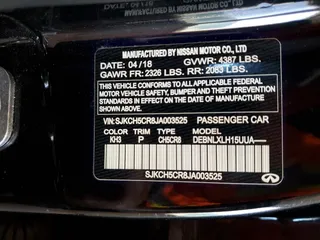 MANUFACTURED BY NISSAN MOTOR CO., LTD
DATE: 04/18 GVWR: 4387 LBS.
GAWR FR: 2326 LBS. RR: 2083 LBS.
THIS VEHICLE CONFORMS TO ALL APPLICABLE
FEDERAL MOTOR VEHICLE SAFETY, BUMPER,
AND THEFT PREVENTION STANDARDS IN EFFECT
ON THE DATE OF MANUFACTURE SHOWN ABOVE.
VIN: SJKCH5CR8JA003525 PASSENGER CAR
COLOR TRIM TYPE MODEL
KH3 P CH5CR8 DEBNLXLH15UUA-----
SJKCH5CR8JA003525